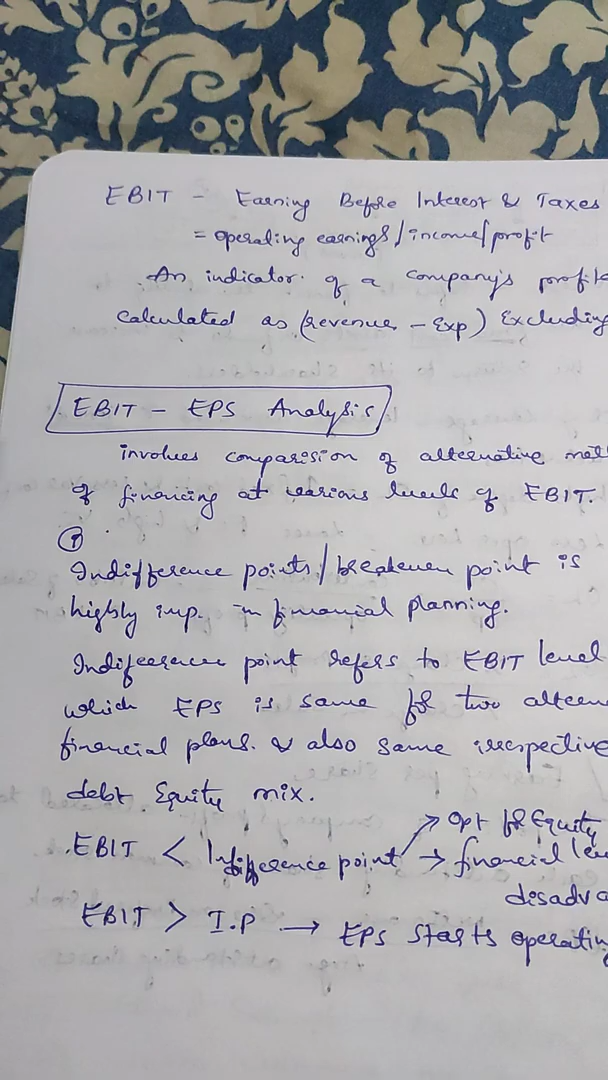 EBIT - Earning Before Interest & Taxes
= operating earnings/income/profit
An indicator of a company's profit
calculated as (revenue - Exp) Excluding
EBIT - EPS Analysis
involves comparision of alternative
of financing at various levels of EBIT.
Indifference points/breakeven point is
highly imp. in financial planning.
Indifference point refers to EBIT level
which EPS is same for two
financial plans. & also same irrespective
debt Equity mix.
→ opt for Equity
EBIT < Indifference point → financial
EBIT > I.P → EPS starts